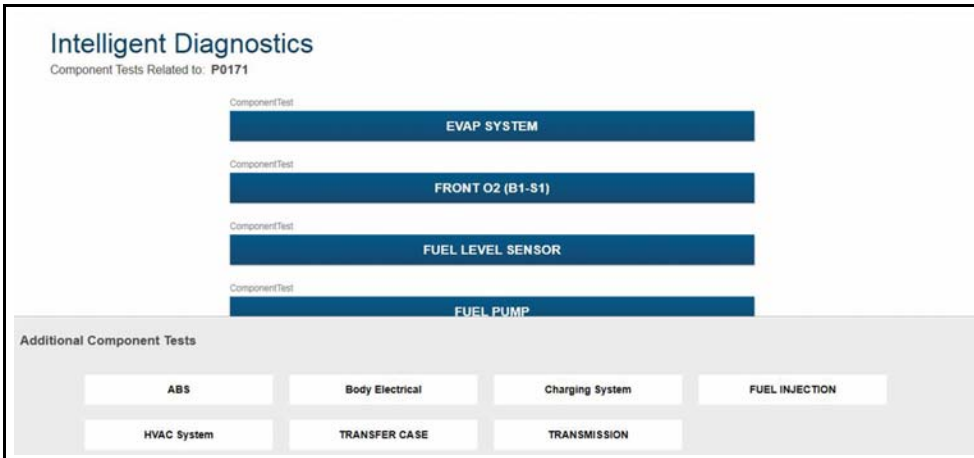 Intelligent Diagnostics
Component Tests Related to: P0171
ComponentTest
EVAP SYSTEM
ComponentTest
FRONT O2 (B1-S1)
ComponentTest
FUEL LEVEL SENSOR
ComponentTest
FUEL PUMP
Additional Component Tests
ABS Body Electrical Charging System FUEL INJECTION
HVAC System TRANSFER CASE TRANSMISSION